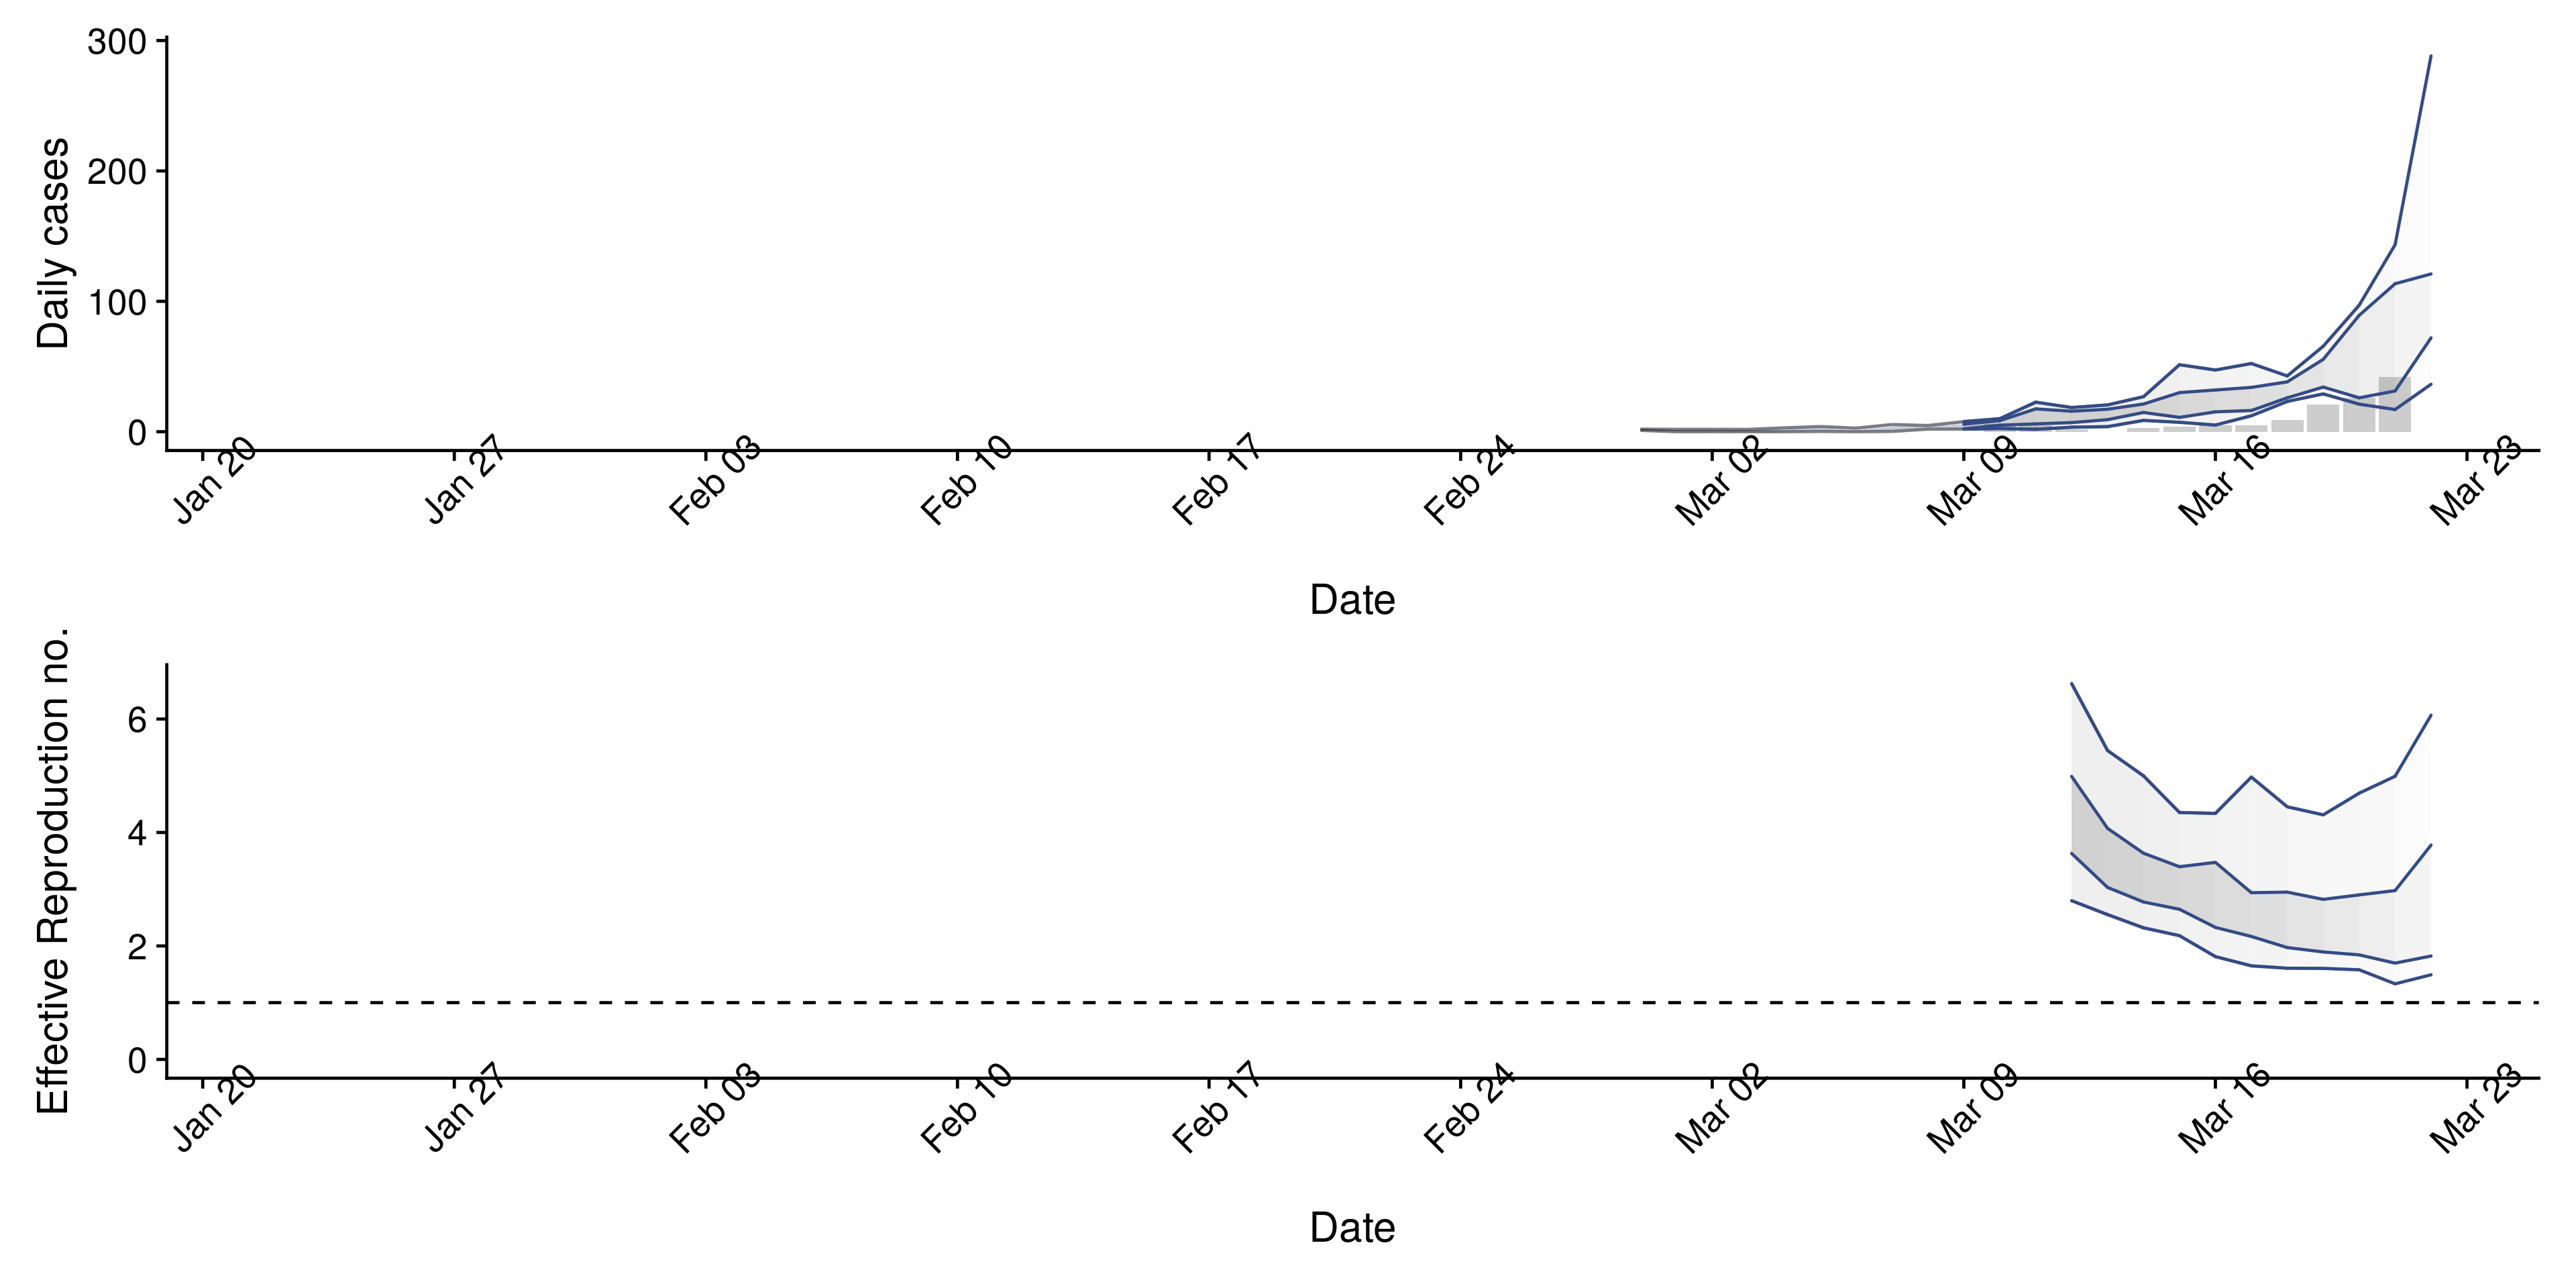 Daily cases
300
200
100
0
Jan 20
Jan 27
Feb 03
Feb 10
Feb 17
Feb 24
Mar 02
Mar 09
Mar 16
Mar 23
Date
Effective Reproduction no.
6
4
2
0
Jan 20
Jan 27
Feb 03
Feb 10
Feb 17
Feb 24
Mar 02
Mar 09
Mar 16
Mar 23
Date